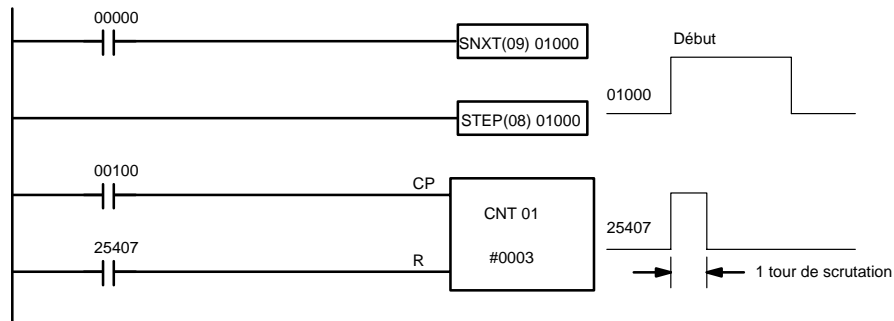 00000
SNXT(09) 01000
Début
01000
STEP(08) 01000
00100
CP
CNT 01
25407
25407
R
#0003
1 tour de scrutation